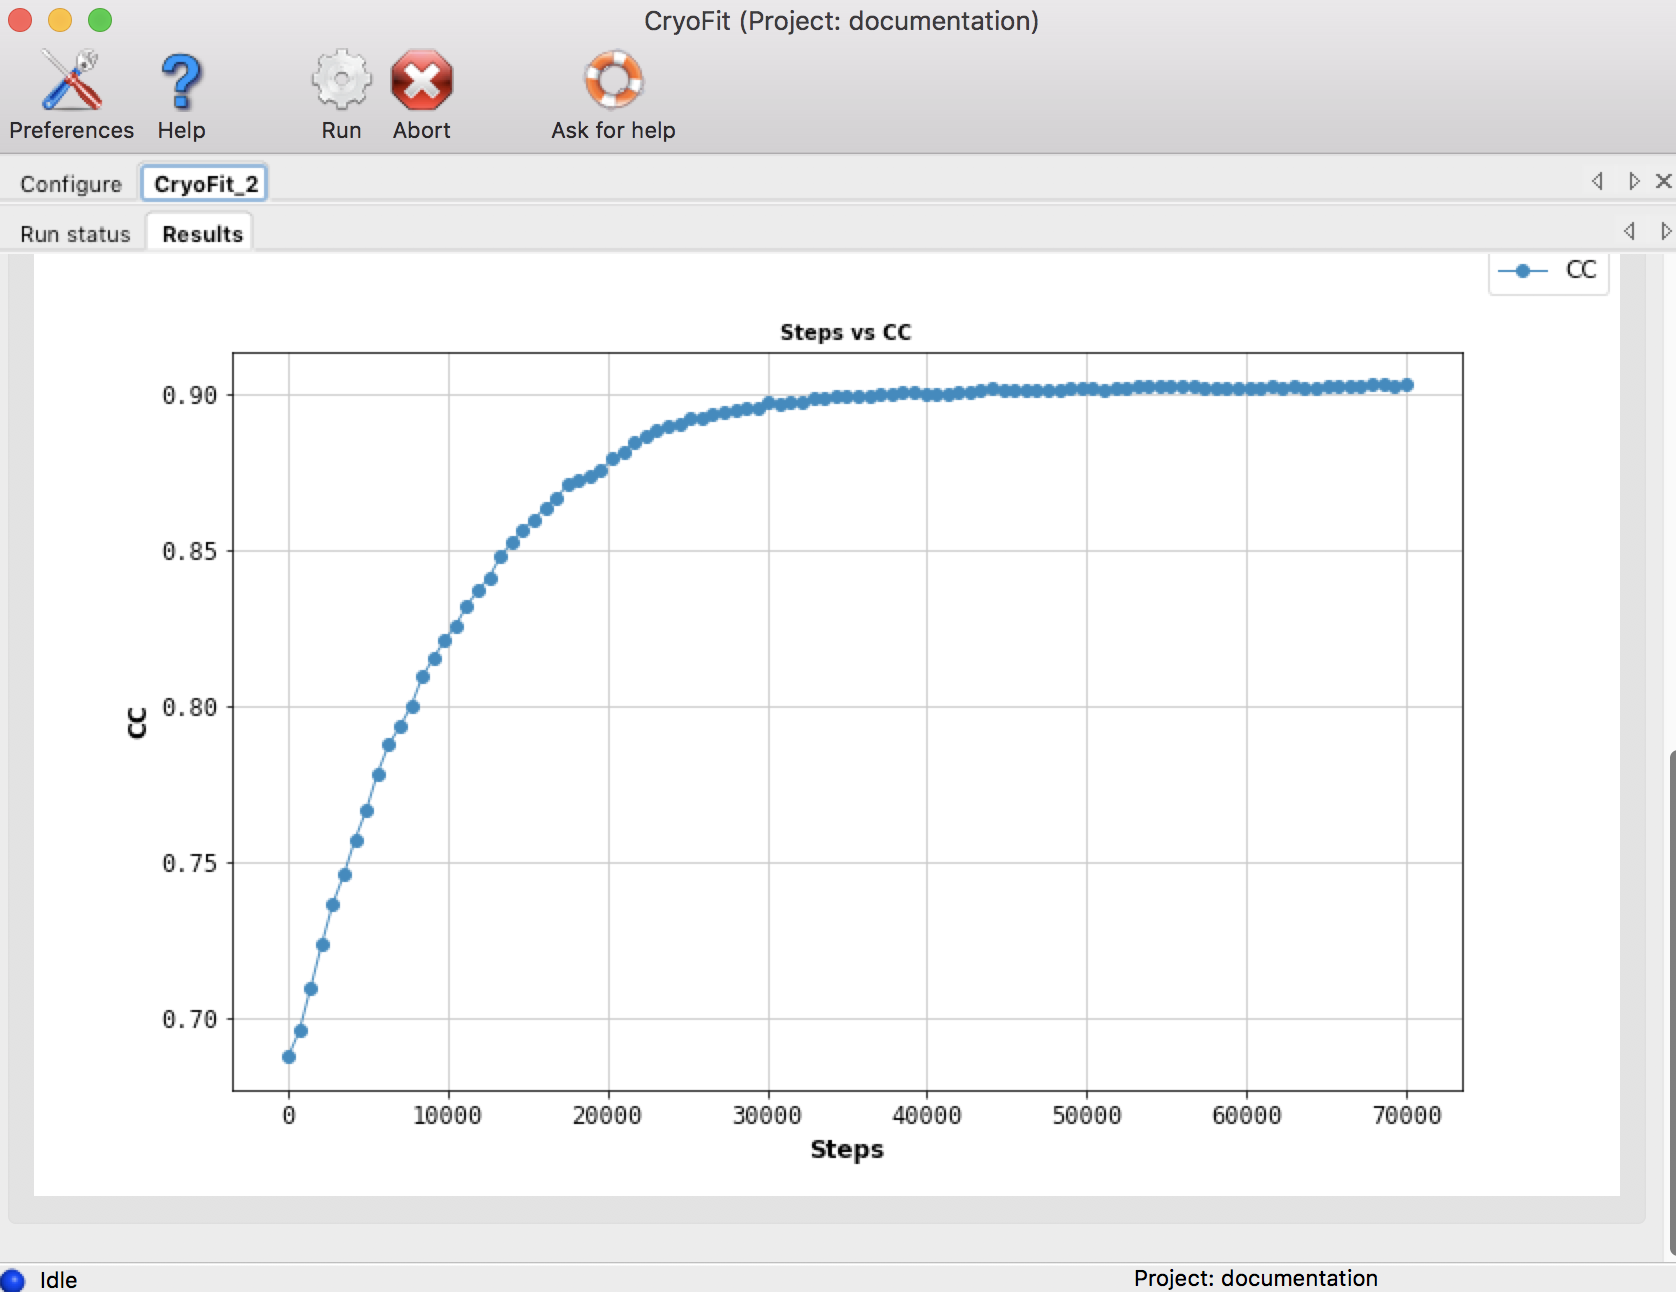 CryoFit (Project: documentation)
Preferences Help Run Abort Ask for help
Configure CryoFit_2
Run status Results
CC
Steps vs CC
0.90
0.85
0.80
0.75
0.70
CC
0 10000 20000 30000 40000 50000 60000 70000
Steps
Idle Project: documentation